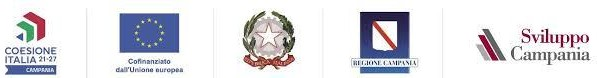 COESIONE
ITALIA 21-27
CAMPANIA
Cofinanziato
dall'Unione europea
REGIONE CAMPANIA
Sviluppo
Campania